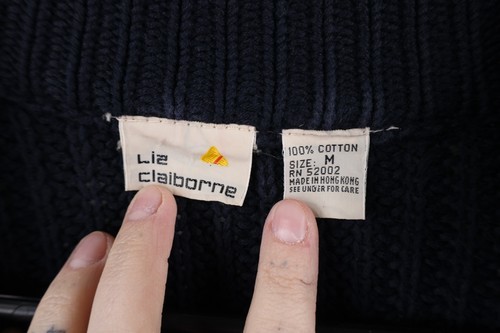 Liz
claiborne
100% COTTON
SIZE: M
RN 52002
MADE IN HONG KONG
SEE UNDER FOR CARE